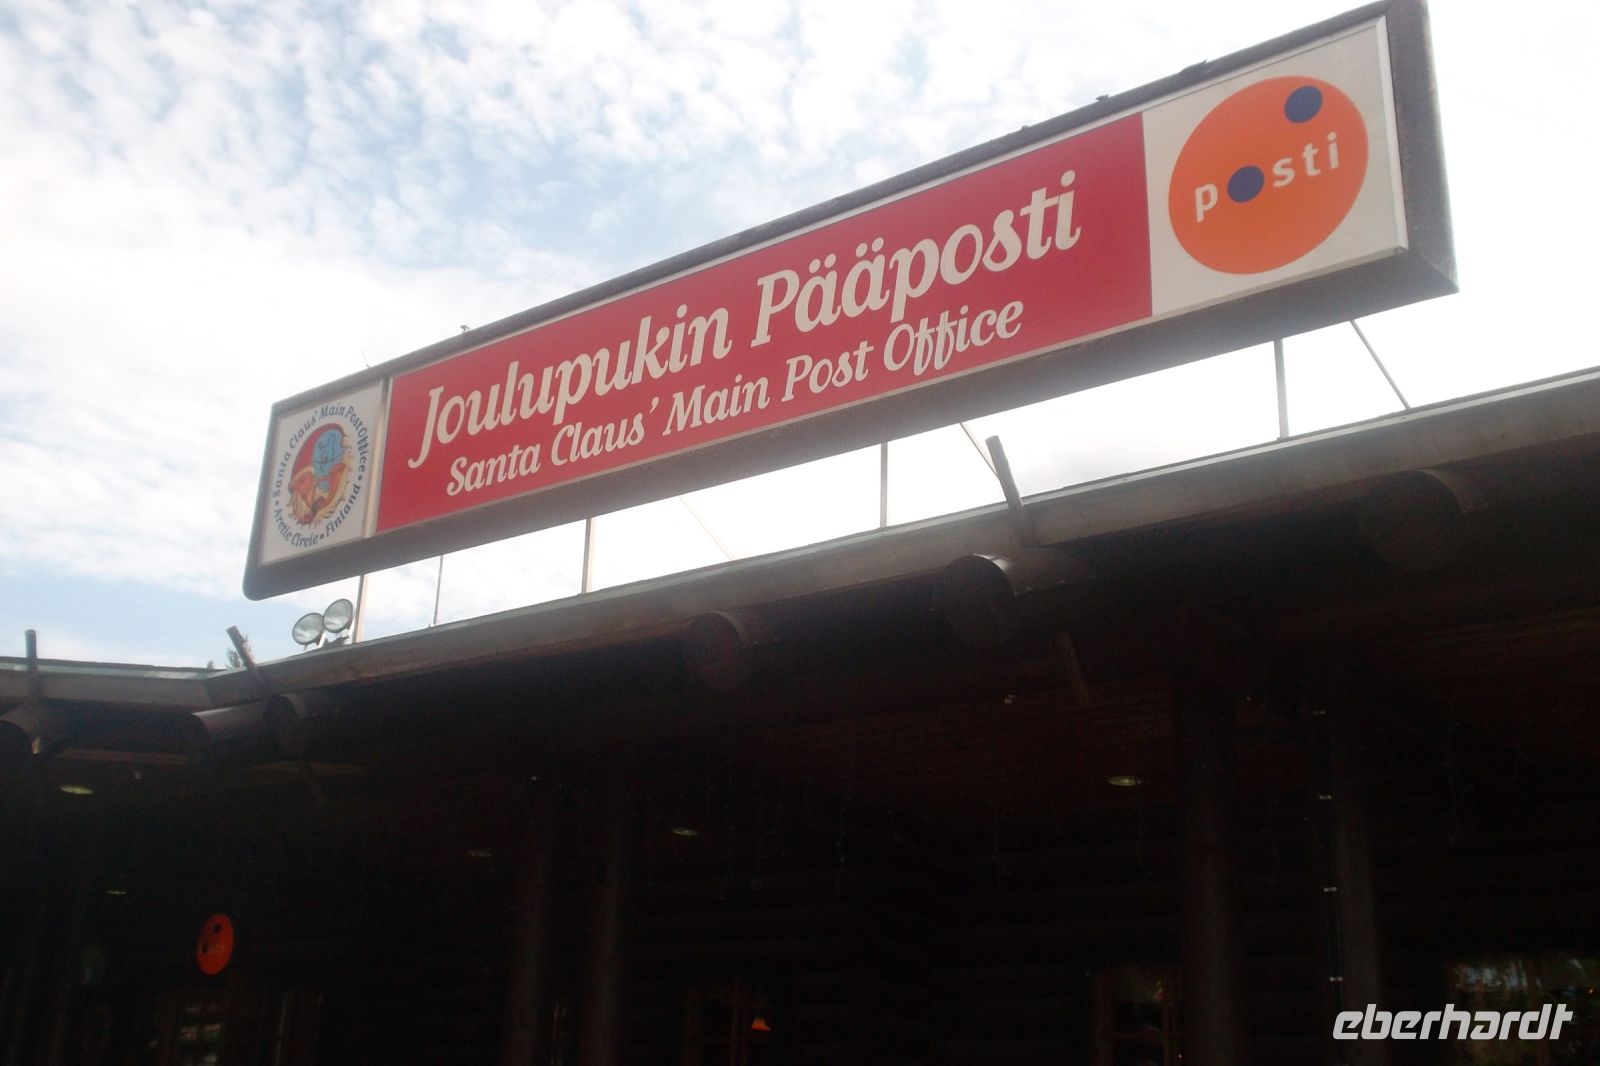 Joulupukin Pääposti
Santa Claus' Main Post Office
posti
Santa Claus' Main Post Office
• Arctic Circle • Finland •
eberhardt